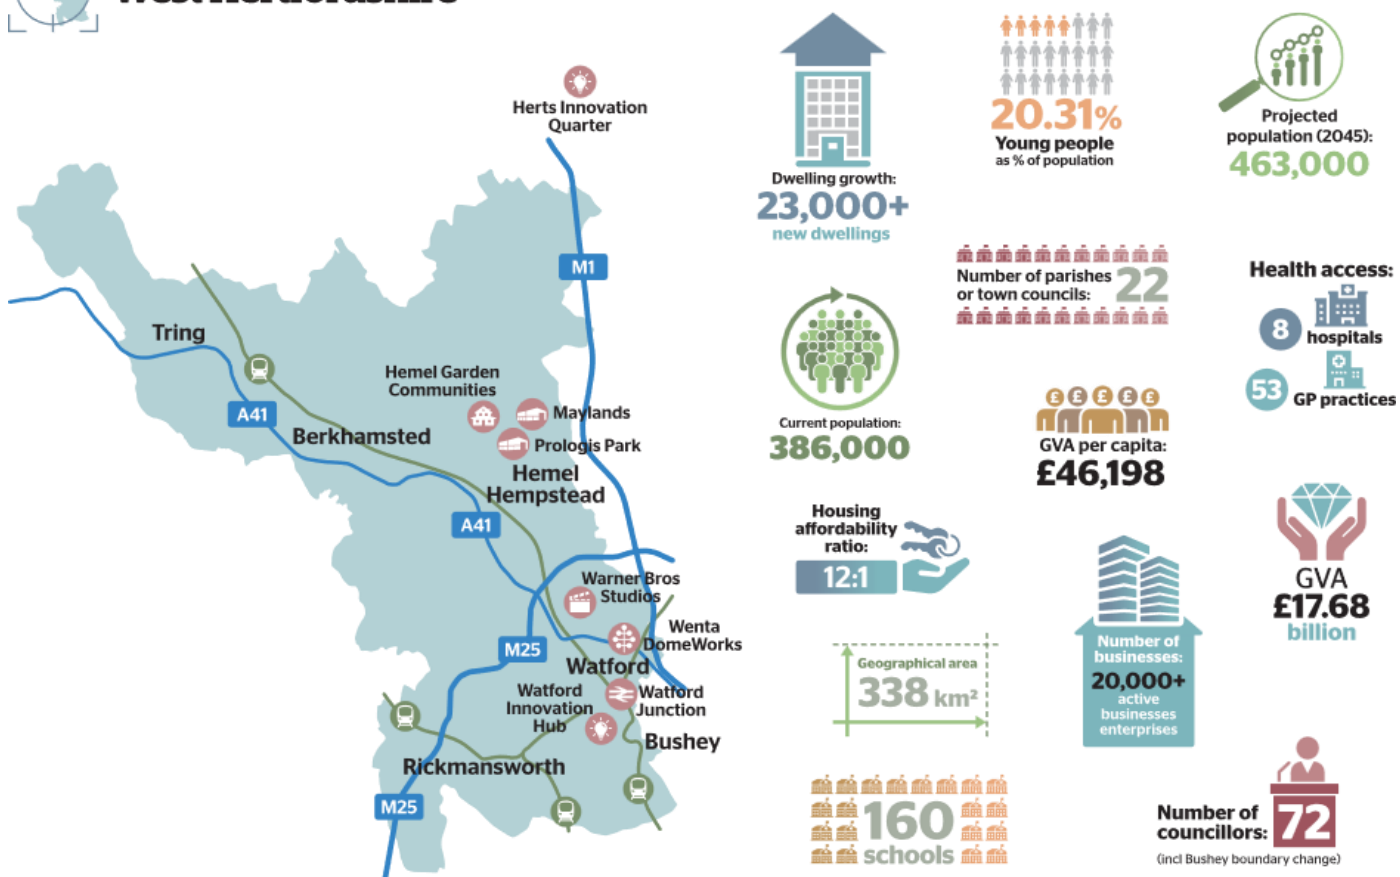 West Hertfordshire
Herts Innovation
Quarter
M1
Tring
A41
Berkhamsted
Hemel Garden
Communities
Maylands
Prologis Park
Hemel
Hempstead
A41
Warner Bros
Studios
Wenta
DomeWorks
M25
Watford
Watford
Junction
Watford
Innovation
Hub
Bushey
Rickmansworth
M25
Dwelling growth:
23,000+
new dwellings
20.31%
Young people
as % of population
Projected
population (2045):
463,000
Number of parishes
or town councils:
22
Health access:
8
hospitals
53
GP practices
Current population:
386,000
£ £ £ £ £
GVA per capita:
£46,198
Housing
affordability
ratio:
12:1
GVA
£17.68
billion
Number of
businesses:
20,000+
active
businesses
enterprises
Geographical area
338 km²
160
schools
Number of
councillors:
72
(incl Bushey boundary change)